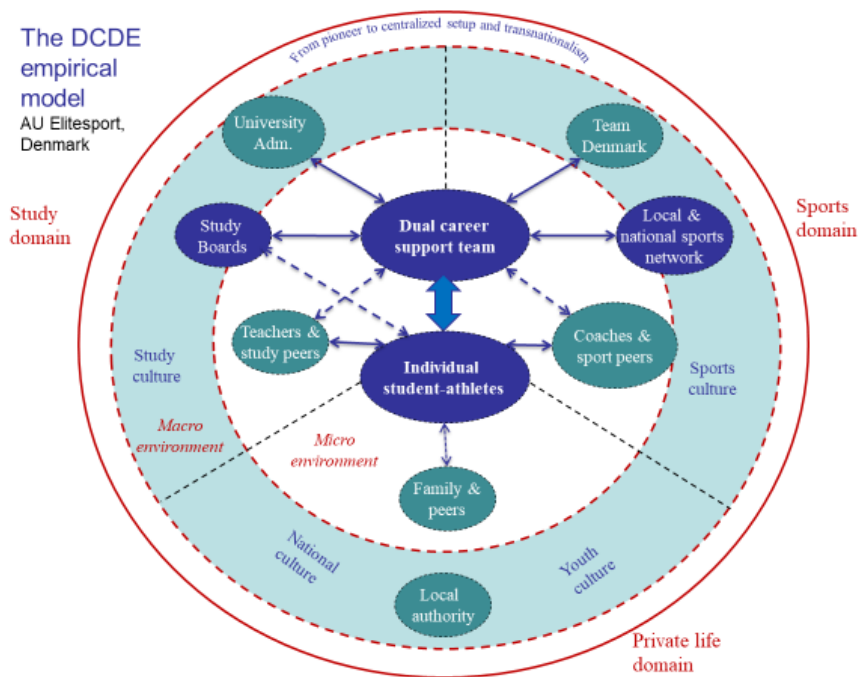 The DCDE
empirical
model
AU Elitesport,
Denmark
From pioneer to centralized setup and transnationalism
University
Adm.
Team
Denmark
Study
domain
Sports
domain
Study
Boards
Dual career
support team
Local &
national sports
network
Teachers &
study peers
Coaches &
sport peers
Individual
student-athletes
Study
culture
Sports
culture
Macro
environment
Micro
environment
Family &
peers
National
culture
Youth
culture
Local
authority
Private life
domain